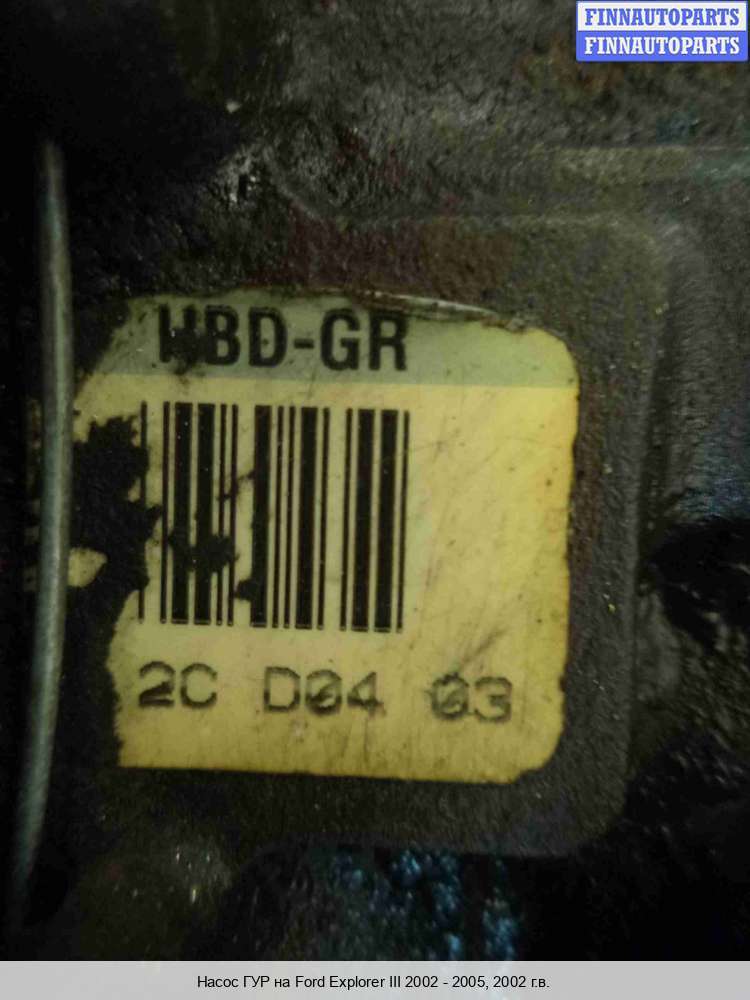 FINNAUTOPARTS
FINNAUTOPARTS
HBD-GR
2C D04 03
Насос ГУР на Ford Explorer III 2002 - 2005, 2002 г.в.